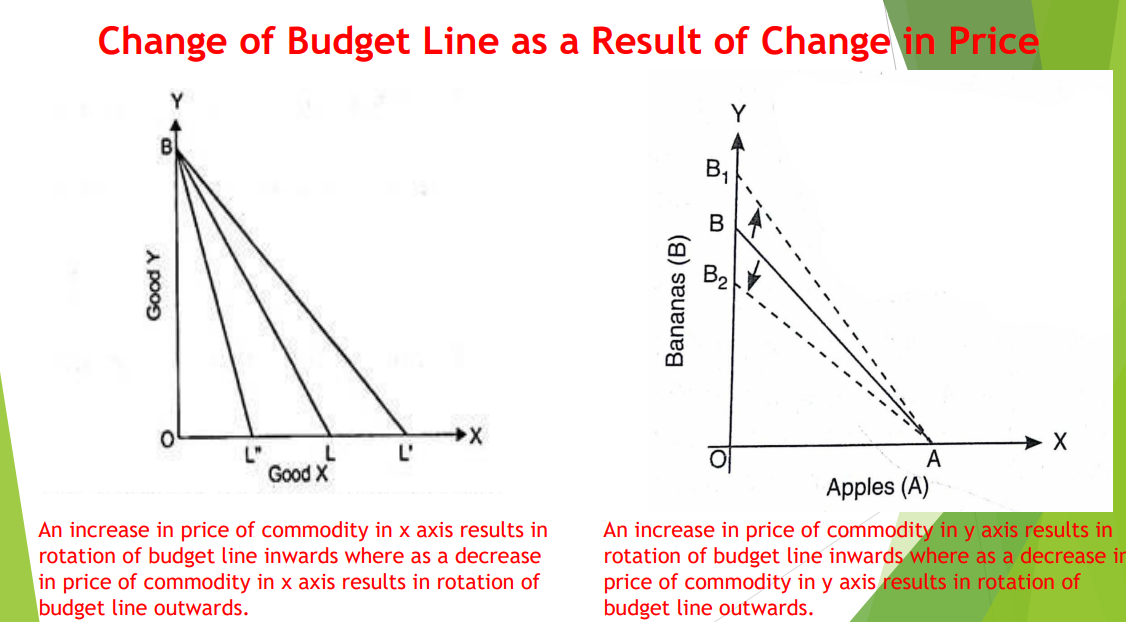 Change of Budget Line as a Result of Change in Price
Y
B
Good Y
O
L" L L' X
Good X
Y
B₁
B
B₂
Bananas (B)
O A X
Apples (A)
An increase in price of commodity in x axis results in
rotation of budget line inwards where as a decrease
in price of commodity in x axis results in rotation of
budget line outwards.
An increase in price of commodity in y axis results in
rotation of budget line inwards where as a decrease in
price of commodity in y axis results in rotation of
budget line outwards.